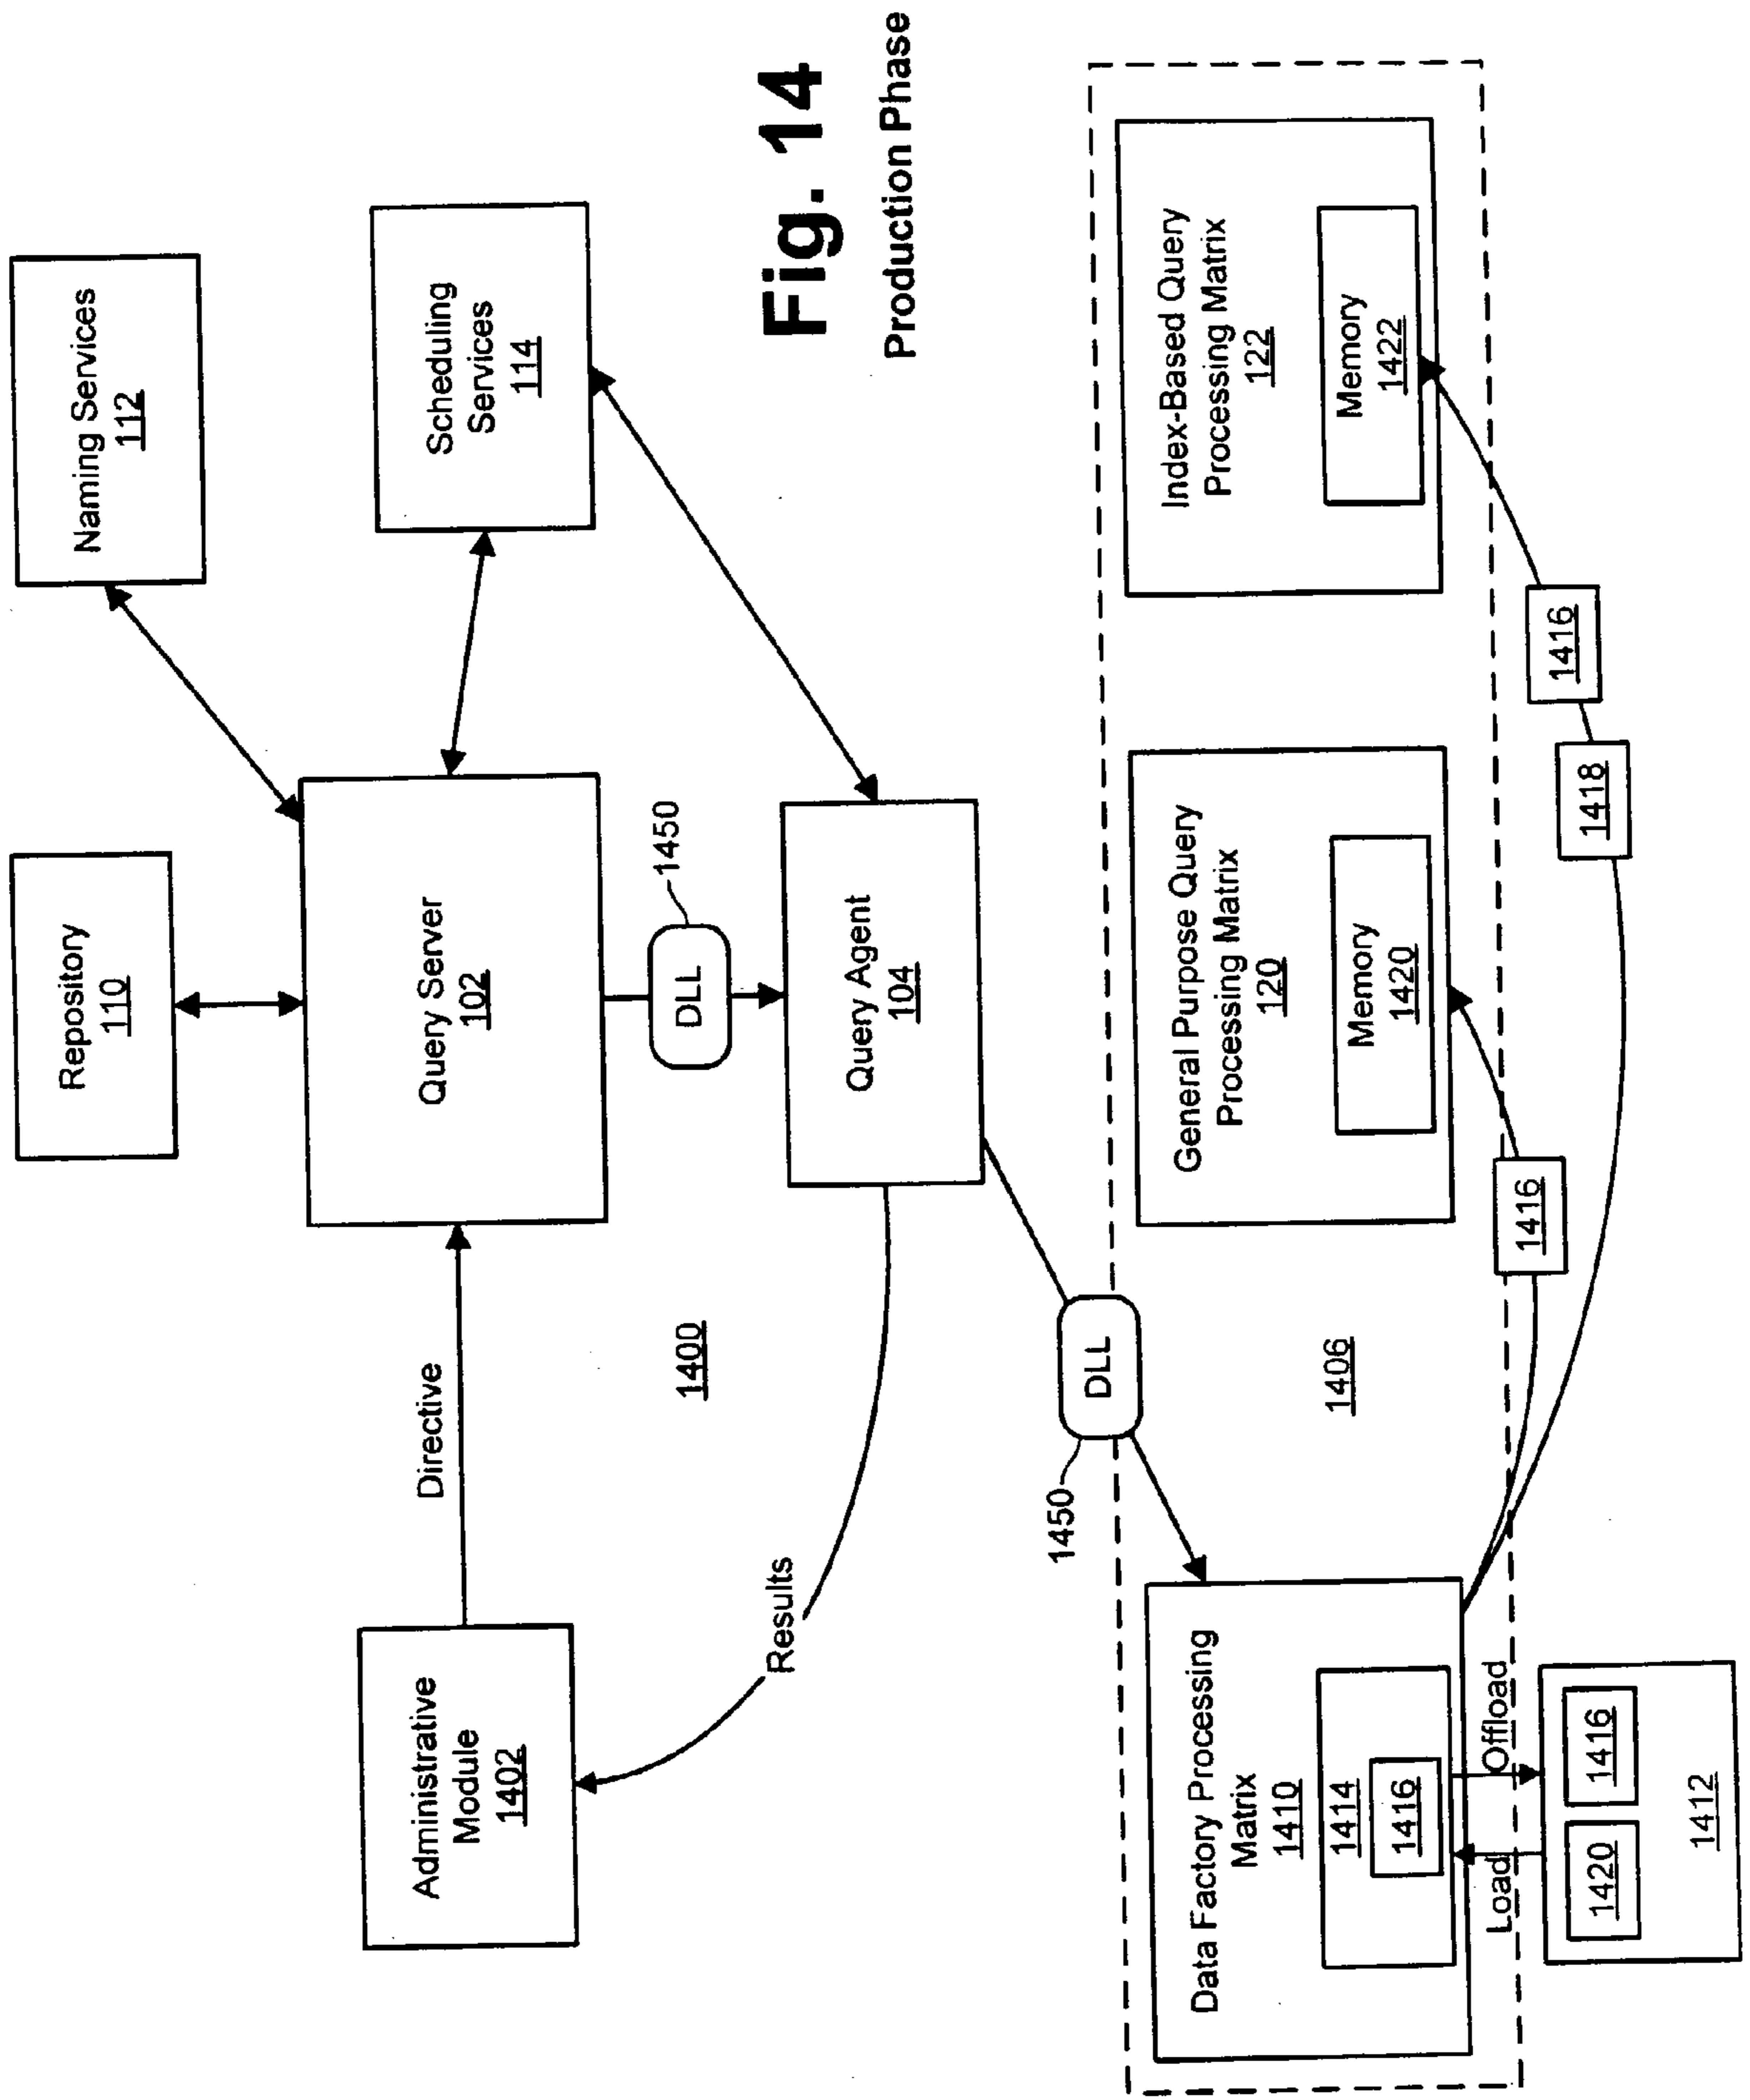 Repository
110
Naming Services
112
Administrative
Module
1402
Directive
Query Server
102
Scheduling
Services
114
1400
DLL
1450
Results
Query Agent
104
Fig. 14
Production Phase
1450
DLL
1406
Data Factory Processing
Matrix
1410
1414
1416
General Purpose Query
Processing Matrix
120
Memory
1420
Index-Based Query
Processing Matrix
122
Memory
1422
Load
Offload
1416
1416
1418
1420
1416
1412